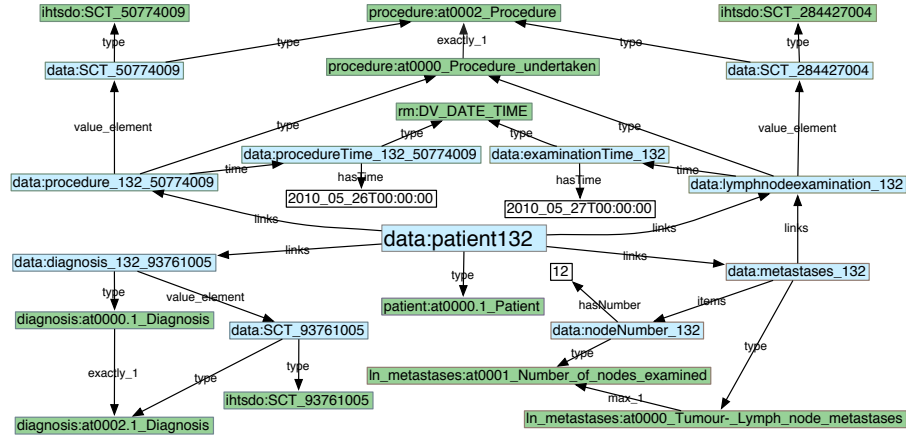 ihtsdo:SCT_50774009
procedure:at0002_Procedure
ihtsdo:SCT_284427004
type
type
exactly_1
type
type
data:SCT_50774009
procedure:at0000_Procedure_undertaken
data:SCT_284427004
rm:DV_DATE_TIME
value_element
type
type
type
type
value_element
data:procedureTime_132_50774009
data:examinationTime_132
time
hasTime
hasTime
time
data:procedure_132_50774009
data:lymphnodeexamination_132
2010_05_26T00:00:00
2010_05_27T00:00:00
links
links
links
data:patient132
links
links
data:diagnosis_132_93761005
data:metastases_132
type
value_element
type
12
hasNumber
items
diagnosis:at0000.1_Diagnosis
patient:at0000.1_Patient
data:SCT_93761005
data:nodeNumber_132
type
type
exactly_1
type
type
ln_metastases:at0001_Number_of_nodes_examined
ihtsdo:SCT_93761005
max_1
diagnosis:at0002.1_Diagnosis
ln_metastases:at0000_Tumour-_Lymph_node_metastases